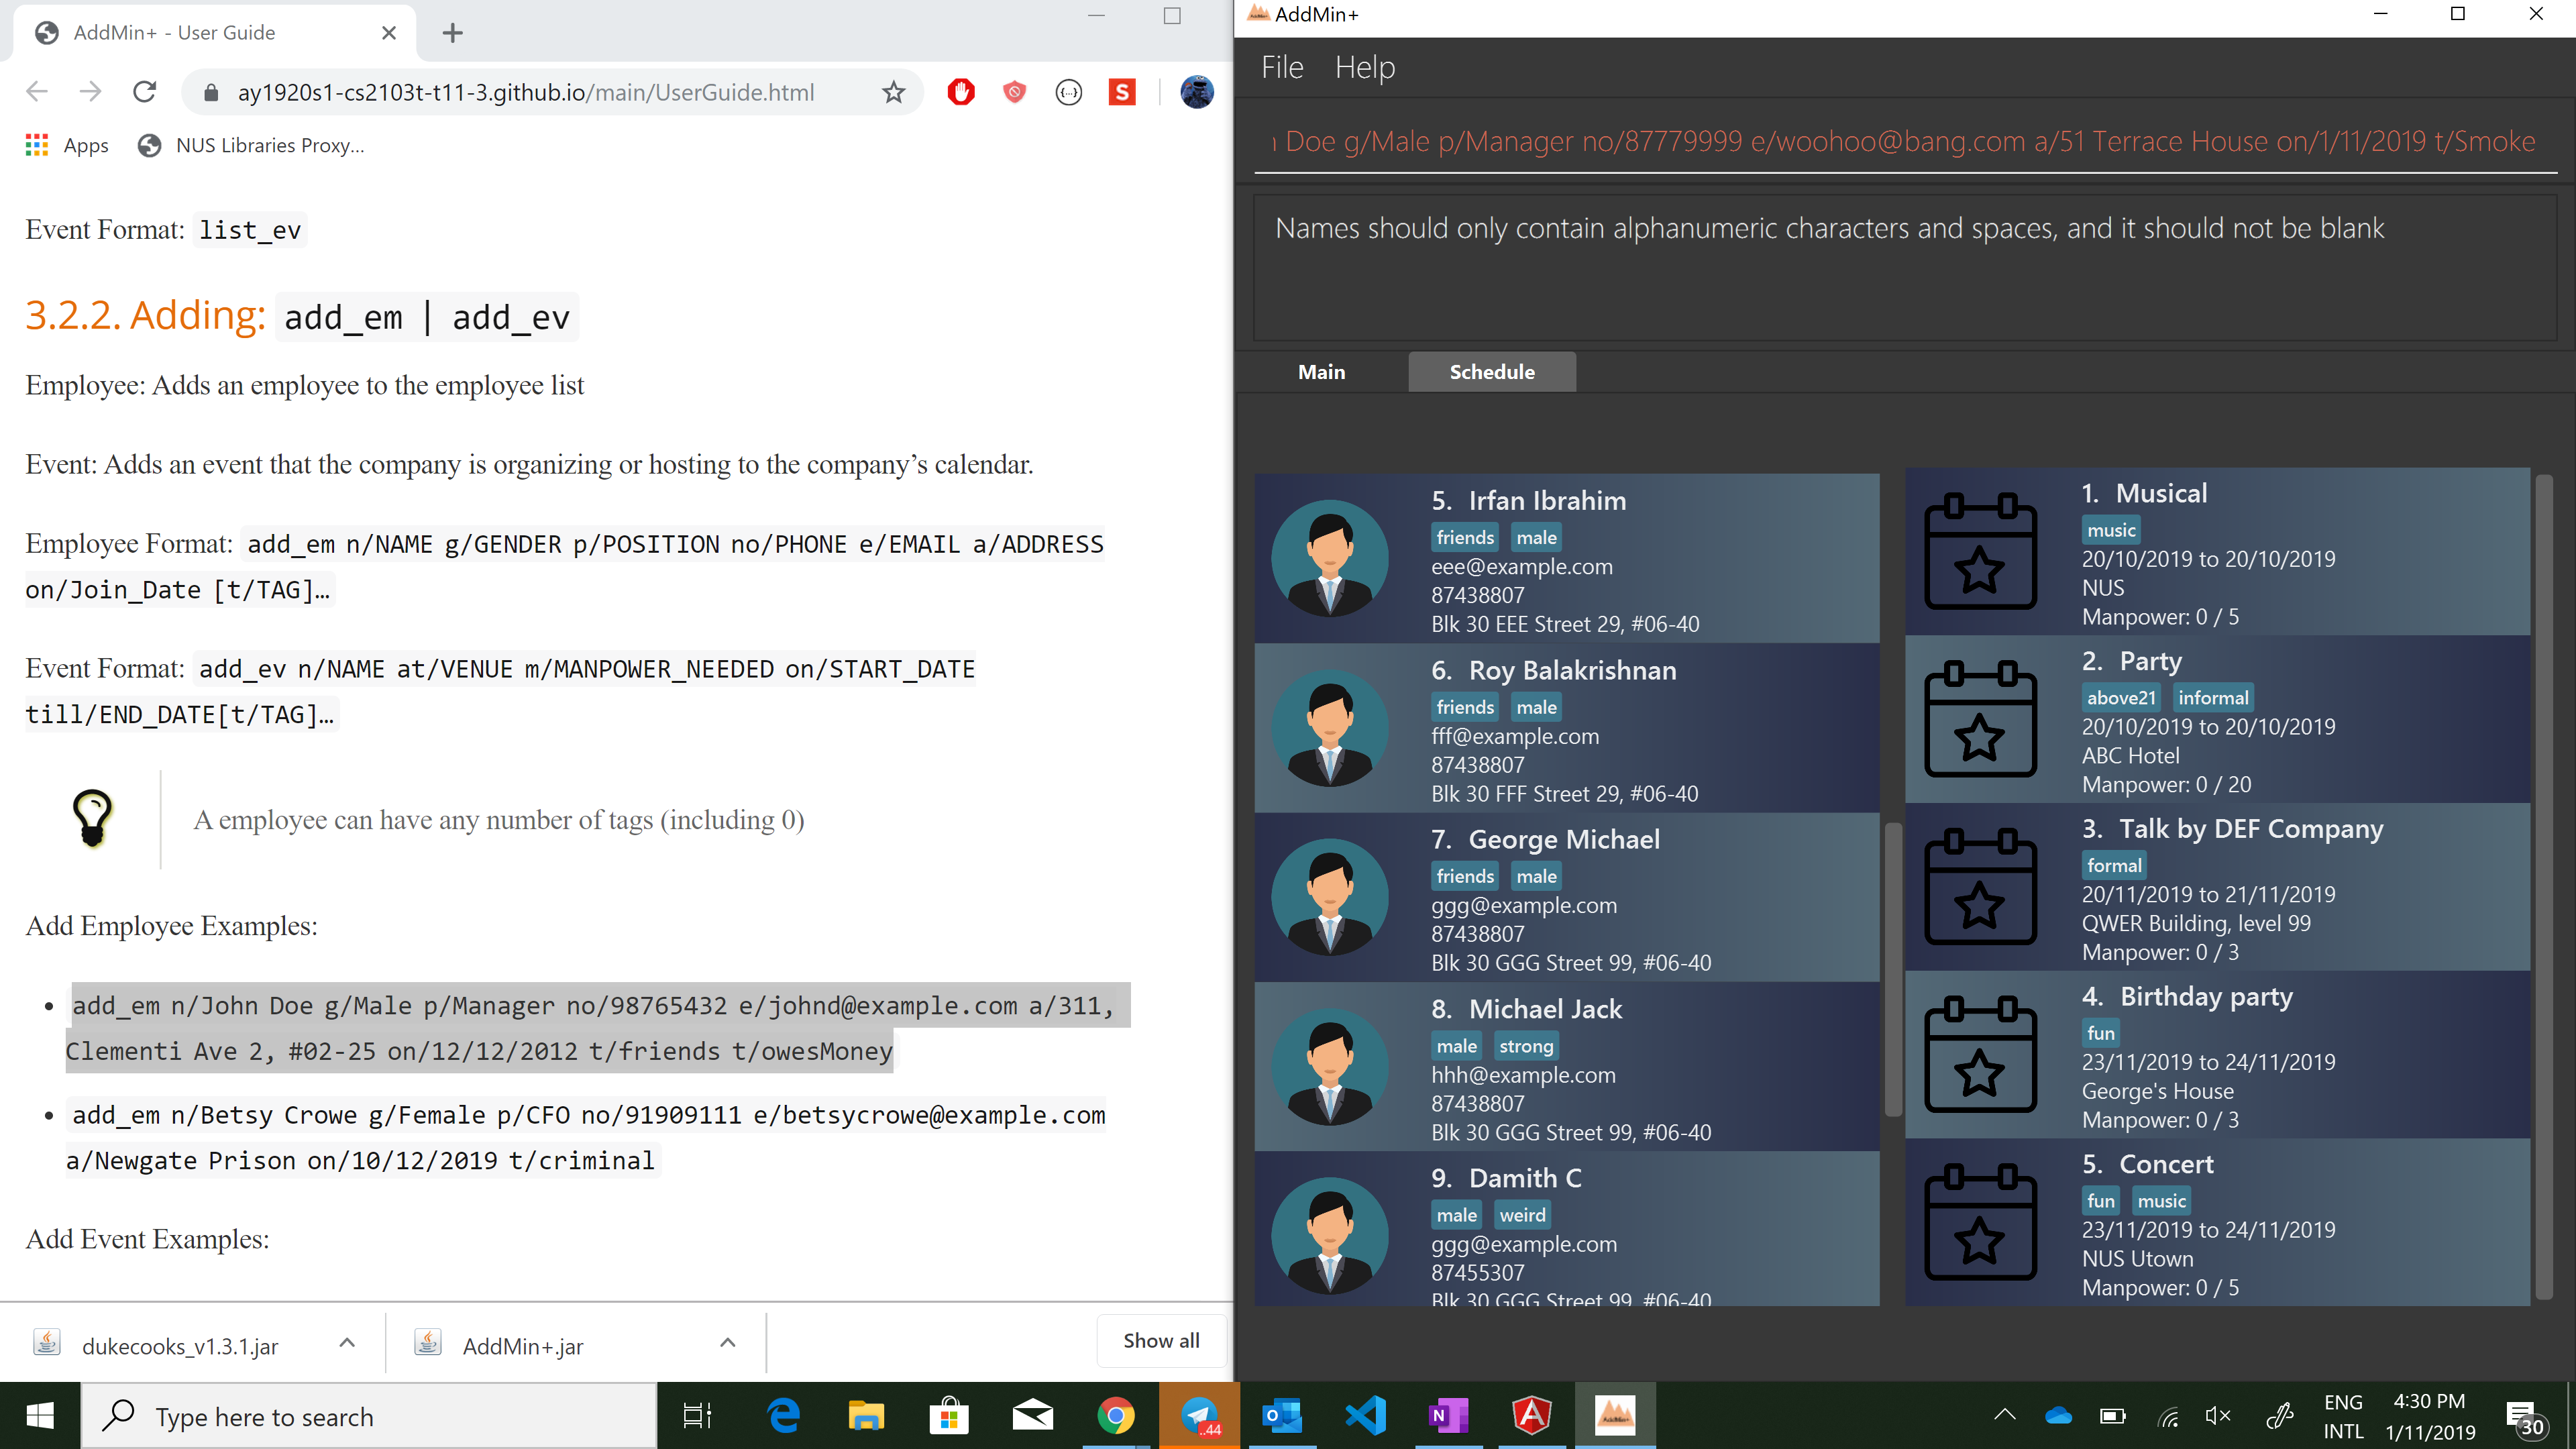 AddMin+ - User Guide
ay1920s1-cs2103t-t11-3.github.io/main/UserGuide.html
S
Apps
NUS Libraries Proxy...
Event Format: list_ev
3.2.2. Adding: add_em | add_ev
Employee: Adds an employee to the employee list
Event: Adds an event that the company is organizing or hosting to the company’s calendar.
Employee Format: add_em n/NAME g/GENDER p/POSITION no/PHONE e/EMAIL a/ADDRESS
on/Join_Date [t/TAG]…
Event Format: add_ev n/NAME at/VENUE m/MANPOWER_NEEDED on/START_DATE
till/END_DATE[t/TAG]…
A employee can have any number of tags (including 0)
Add Employee Examples:
• add_em n/John Doe g/Male p/Manager no/98765432 e/johnd@example.com a/311,
Clementi Ave 2, #02-25 on/12/12/2012 t/friends t/owesMoney
• add_em n/Betsy Crowe g/Female p/CFO no/91909111 e/betsycrowe@example.com
a/Newgate Prison on/10/12/2019 t/criminal
Add Event Examples:
dukecooks_v1.3.1.jar
AddMin+.jar
Show all
AddMin+
File Help
Doe g/Male p/Manager no/87779999 e/woohoo@bang.com a/51 Terrace House on/1/11/2019 t/Smoke
Names should only contain alphanumeric characters and spaces, and it should not be blank
Main Schedule
5. Irfan Ibrahim
friends male
eee@example.com
87438807
Blk 30 EEE Street 29, #06-40
6. Roy Balakrishnan
friends male
fff@example.com
87438807
Blk 30 FFF Street 29, #06-40
7. George Michael
friends male
ggg@example.com
87438807
Blk 30 GGG Street 99, #06-40
8. Michael Jack
male strong
hhh@example.com
87438807
Blk 30 GGG Street 99, #06-40
9. Damith C
male weird
ggg@example.com
87455307
Blk 30 GGG Street 99, #06-40
1. Musical
music
20/10/2019 to 20/10/2019
NUS
Manpower: 0 / 5
2. Party
above21 informal
20/10/2019 to 20/10/2019
ABC Hotel
Manpower: 0 / 20
3. Talk by DEF Company
formal
20/11/2019 to 21/11/2019
QWER Building, level 99
Manpower: 0 / 3
4. Birthday party
fun
23/11/2019 to 24/11/2019
George's House
Manpower: 0 / 3
5. Concert
fun music
23/11/2019 to 24/11/2019
NUS Utown
Manpower: 0 / 5
Type here to search
..44
ENG
INTL
4:30 PM
1/11/2019
30